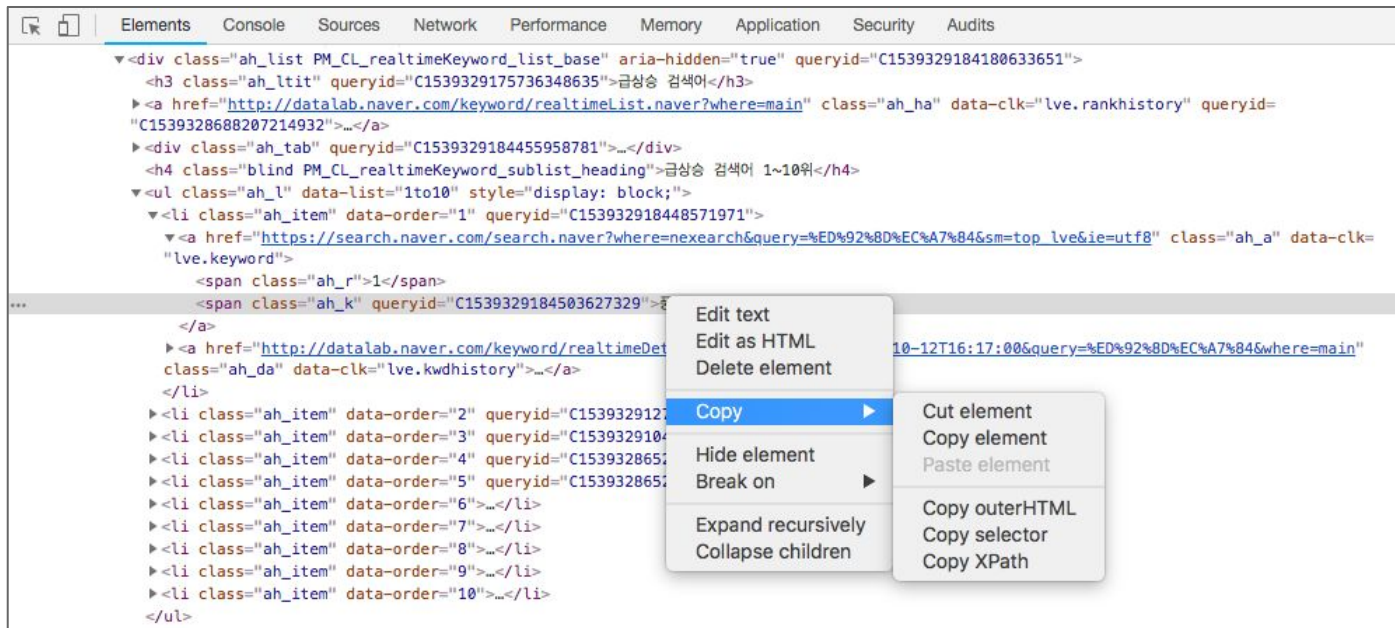 Elements Console Sources Network Performance Memory Application Security Audits
▼<div class="ah_list PM_CL_realtimeKeyword_list_base" aria-hidden="true" queryid="C1539329184180633651">
<h3 class="ah_ltit" queryid="C1539329175736348635">급상승 검색어</h3>
▶<a href="http://datalab.naver.com/keyword/realtimeList.naver?where=main" class="ah_ha" data-clk="lve.rankhistory" queryid=
"C1539328688207214932">…</a>
▶<div class="ah_tab" queryid="C1539329184455958781">…</div>
<h4 class="blind PM_CL_realtimeKeyword_sublist_heading">급상승 검색어 1~10위</h4>
▼<ul class="ah_l" data-list="1to10" style="display: block;">
▼<li class="ah_item" data-order="1" queryid="C153932918448571971">
▼<a href="https://search.naver.com/search.naver?where=nexearch&query=%ED%92%8D%EC%A7%84&sm=top_lve&ie=utf8" class="ah_a" data-clk=
"lve.keyword">
<span class="ah_r">1</span>
... <span class="ah_k" queryid="C1539329184503627329">
Edit text
</a>
Edit as HTML
▶<a href="http://datalab.naver.com/keyword/realtimeDet 10-12T16:17:00&query=%ED%92%8D%EC%A7%84&where=main"
class="ah_da" data-clk="lve.kwdhistory">…</a>
Delete element
</li>
▶<li class="ah_item" data-order="2" queryid="C153932912
Copy ▶ Cut element
▶<li class="ah_item" data-order="3" queryid="C153932910
Copy element
▶<li class="ah_item" data-order="4" queryid="C153932865
Hide element
Paste element
▶<li class="ah_item" data-order="5" queryid="C153932865
Break on ▶
▶<li class="ah_item" data-order="6">…</li>
Copy outerHTML
▶<li class="ah_item" data-order="7">…</li>
Expand recursively
Copy selector
▶<li class="ah_item" data-order="8">…</li>
Collapse children
Copy XPath
▶<li class="ah_item" data-order="9">…</li>
▶<li class="ah_item" data-order="10">…</li>
</ul>